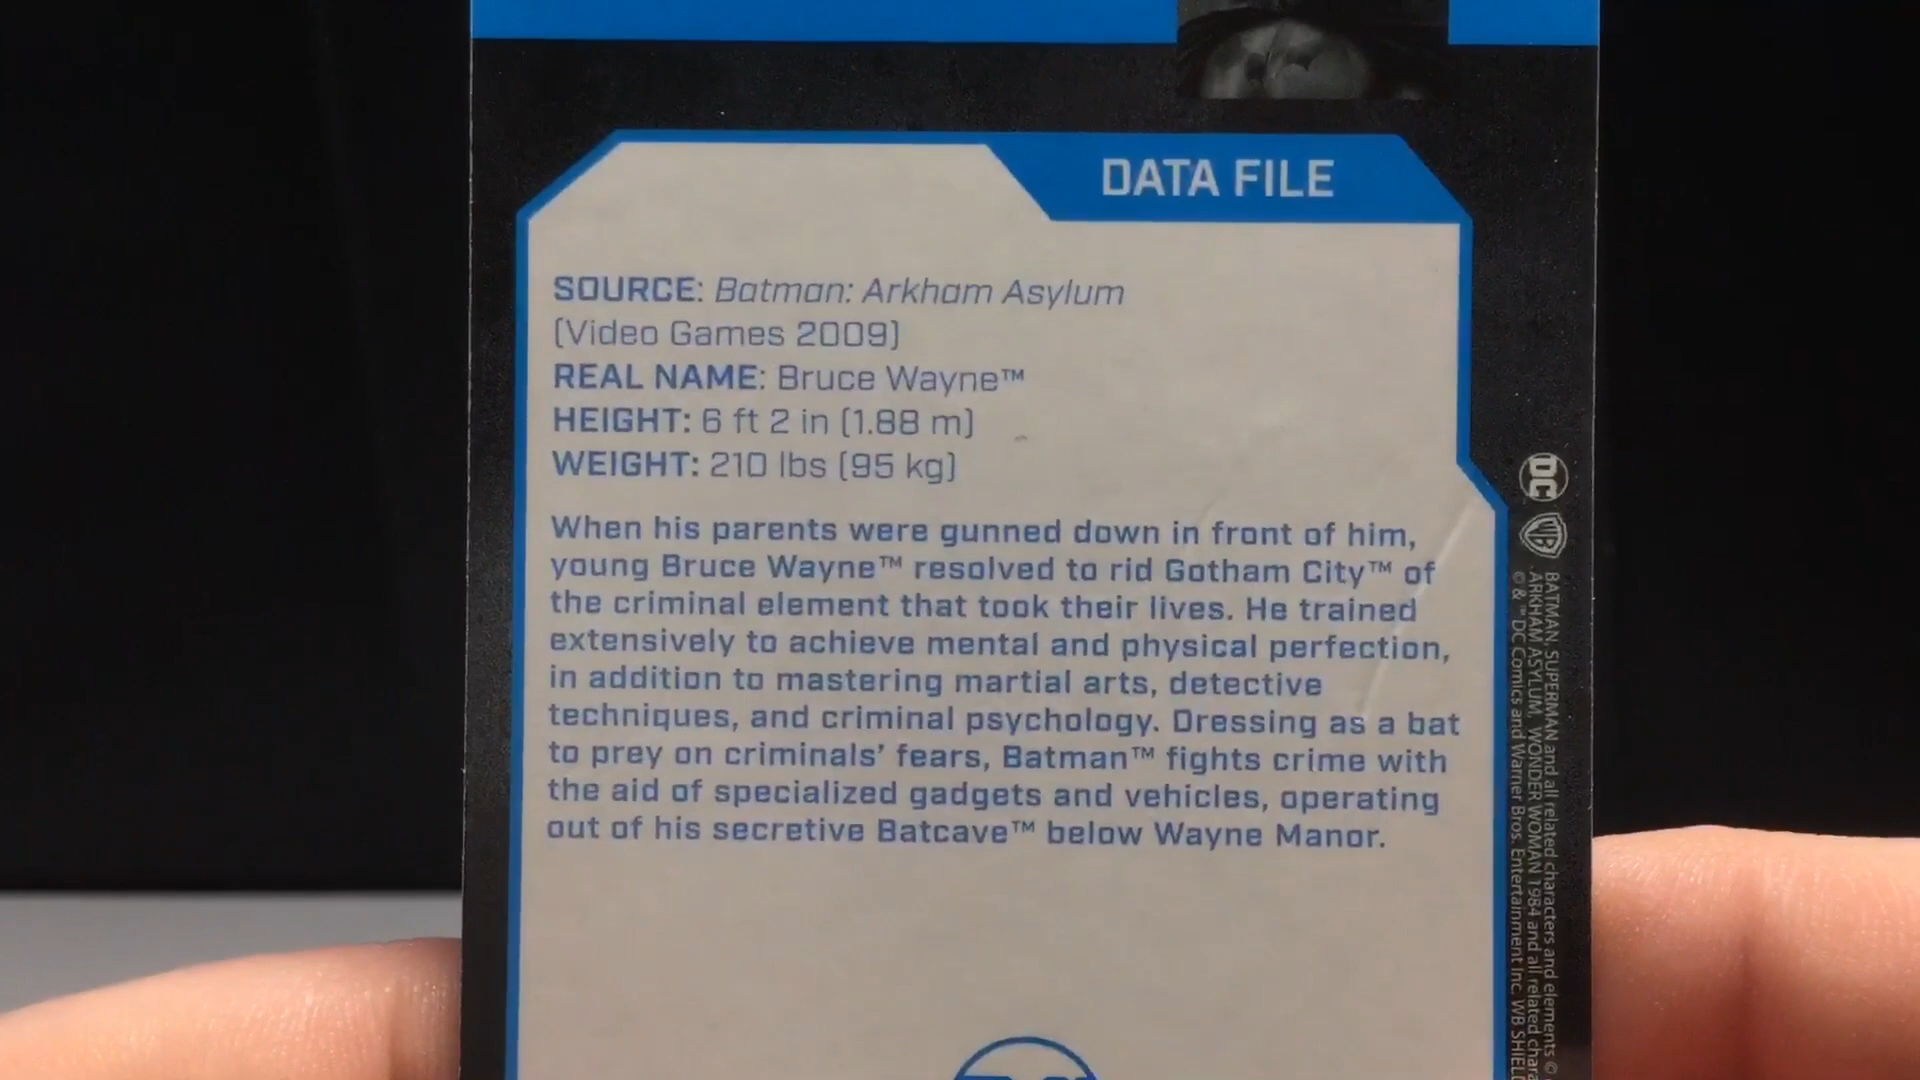 DATA FILE
SOURCE: Batman: Arkham Asylum
(Video Games 2009)
REAL NAME: Bruce Wayne™
HEIGHT: 6 ft 2 in (1.88 m)
WEIGHT: 210 lbs (95 kg)
When his parents were gunned down in front of him,
young Bruce Wayne™ resolved to rid Gotham City™ of
the criminal element that took their lives. He trained
extensively to achieve mental and physical perfection,
in addition to mastering martial arts, detective
techniques, and criminal psychology. Dressing as a bat
to prey on criminals’ fears, Batman™ fights crime with
the aid of specialized gadgets and vehicles, operating
out of his secretive Batcave™ below Wayne Manor.
DC
WB
BATMAN, SUPERMAN and all related characters and elements ©
ARKHAM ASYLUM, WONDER WOMAN 1984 and all related
© & ™ DC Comics and Warner Bros. Entertainment Inc. WB SHIELD